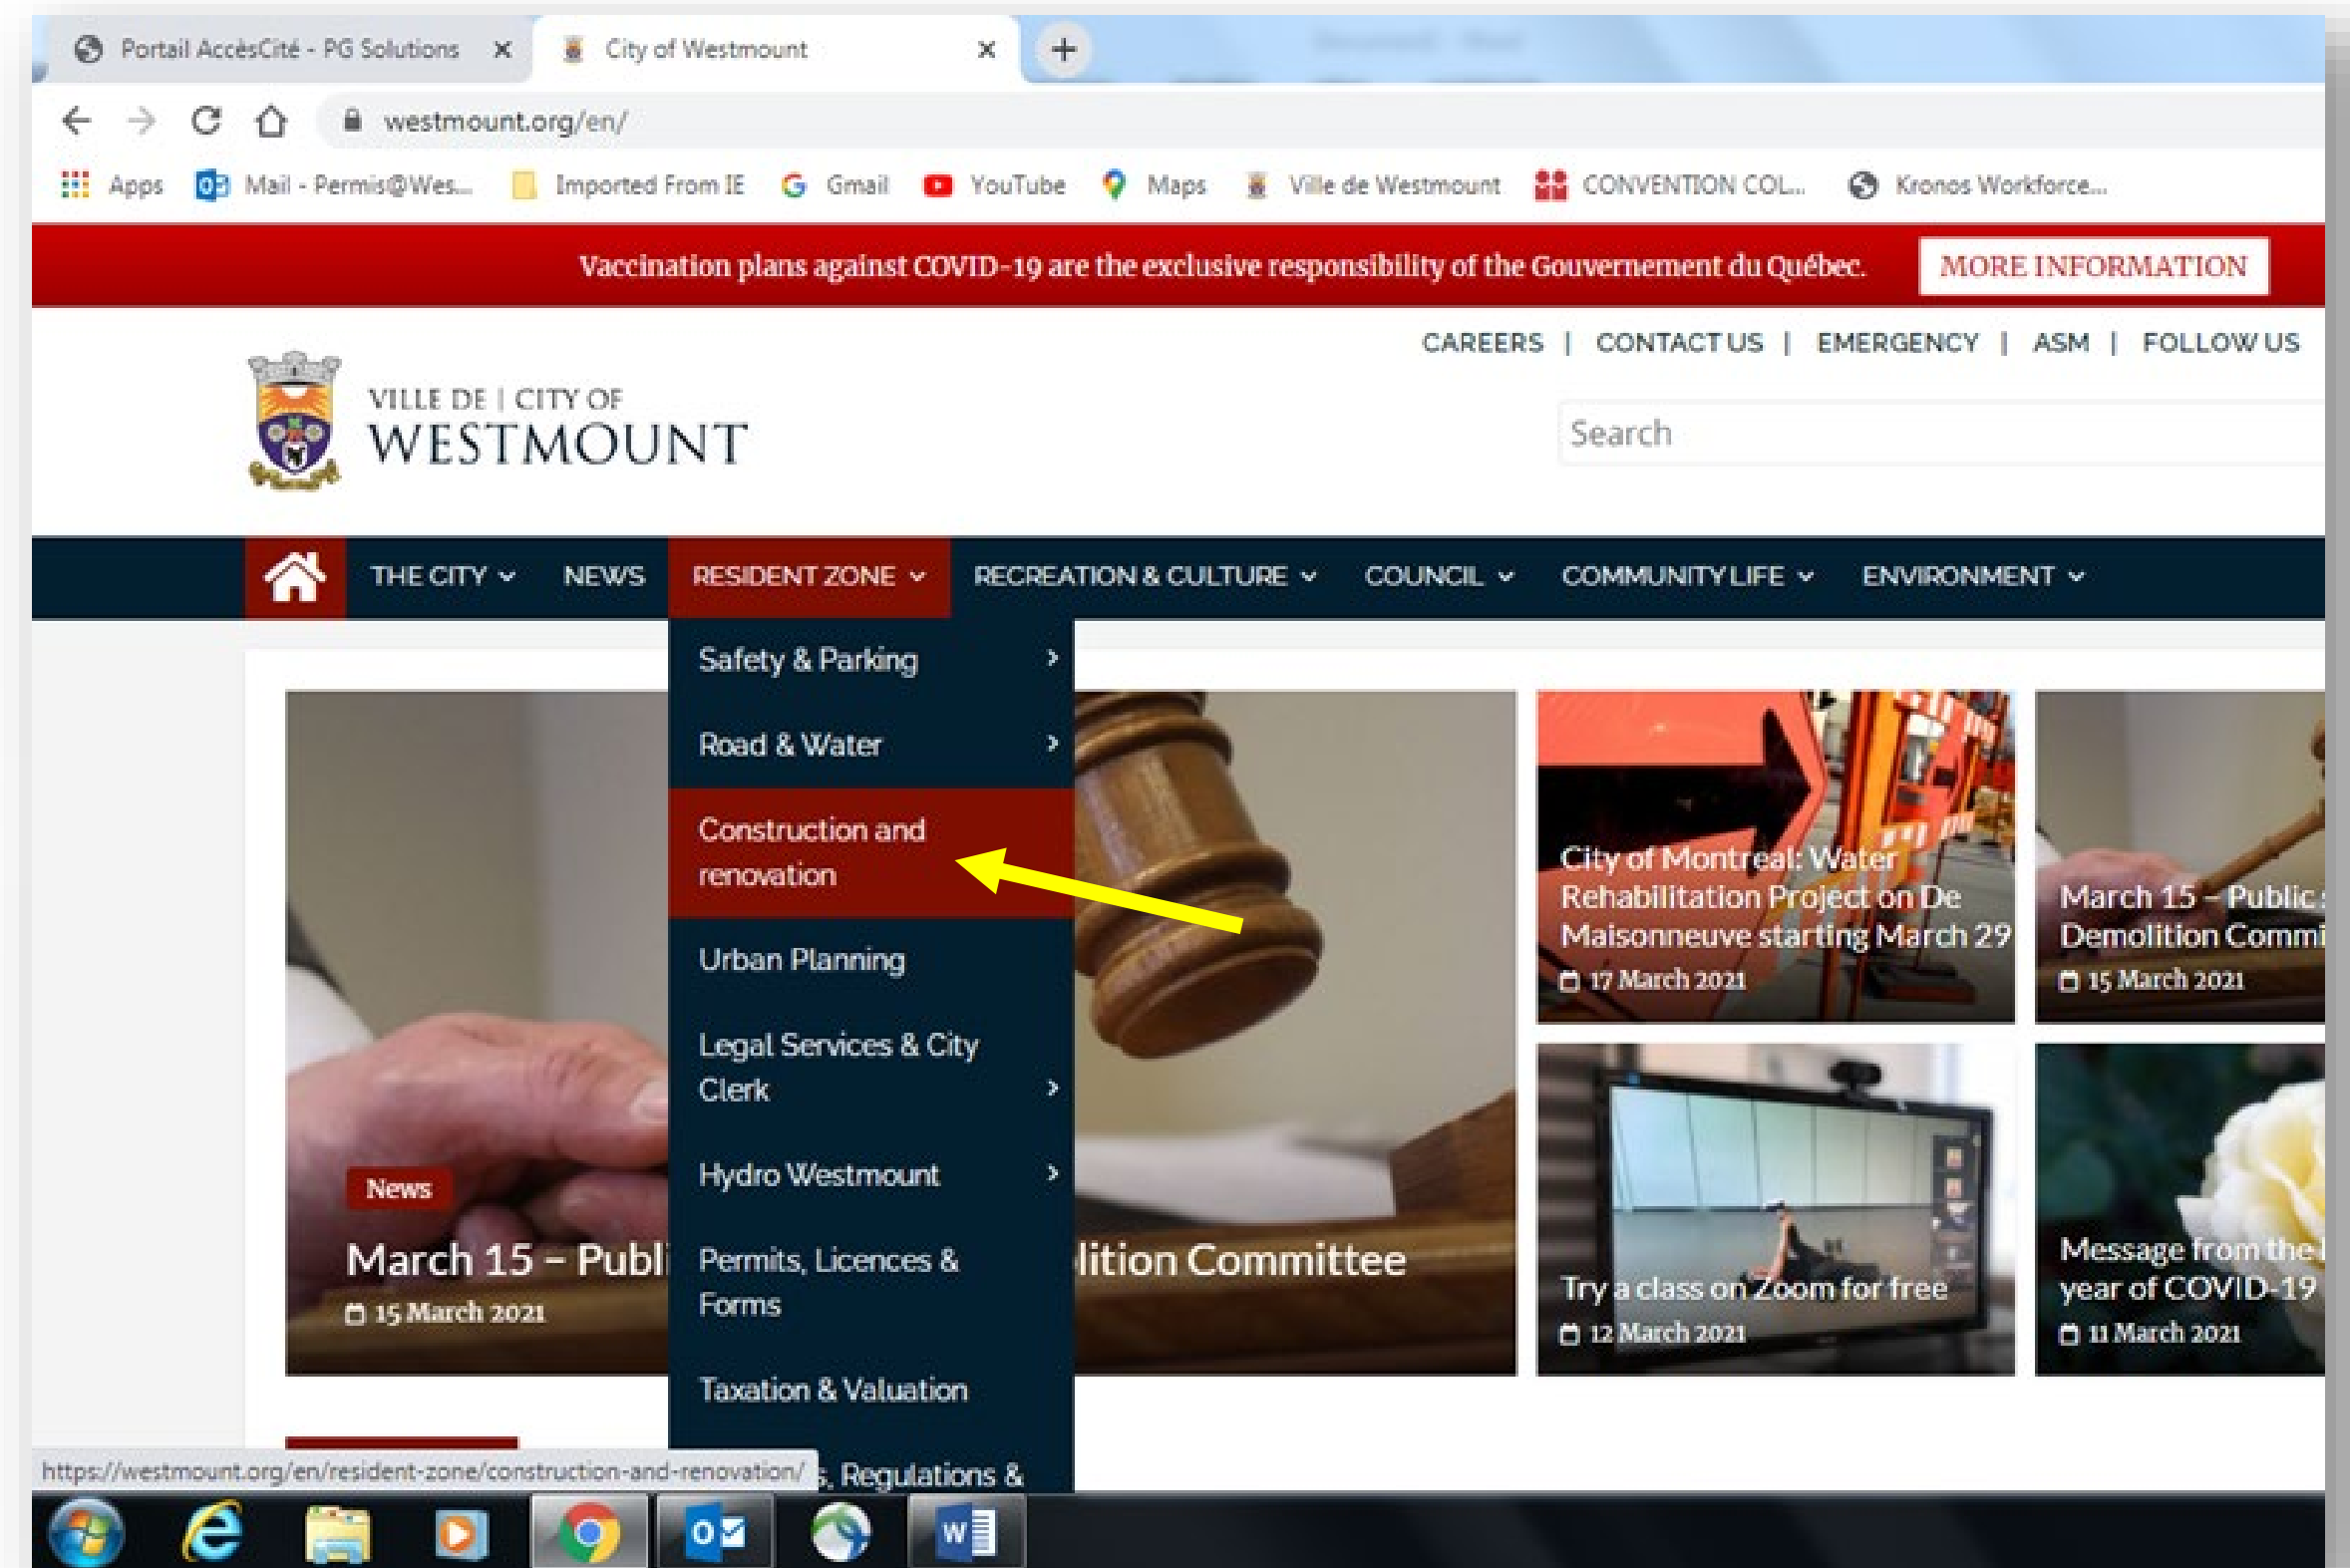 Portail AccèsCité - PG Solutions
City of Westmount
westmount.org/en/
Apps
Mail - Permis@Wes...
Imported From IE
Gmail
YouTube
Maps
Ville de Westmount
CONVENTION COL...
Kronos Workforce...
Vaccination plans against COVID-19 are the exclusive responsibility of the Gouvernement du Québec.
MORE INFORMATION
CAREERS | CONTACT US | EMERGENCY | ASM | FOLLOW US
VILLE DE | CITY OF
WESTMOUNT
Search
THE CITY
NEWS
RESIDENT ZONE
RECREATION & CULTURE
COUNCIL
COMMUNITY LIFE
ENVIRONMENT
Safety & Parking
Road & Water
Construction and
renovation
Urban Planning
Legal Services & City
Clerk
Hydro Westmount
Permits, Licences &
Forms
Taxation & Valuation
, Regulations &
News
March 15 – Publi
lition Committee
15 March 2021
City of Montreal: Water
Rehabilitation Project on De
Maisonneuve starting March 29
17 March 2021
March 15 – Public
Demolition Commi
15 March 2021
Try a class on Zoom for free
12 March 2021
Message from the
year of COVID-19
11 March 2021
https://westmount.org/en/resident-zone/construction-and-renovation/